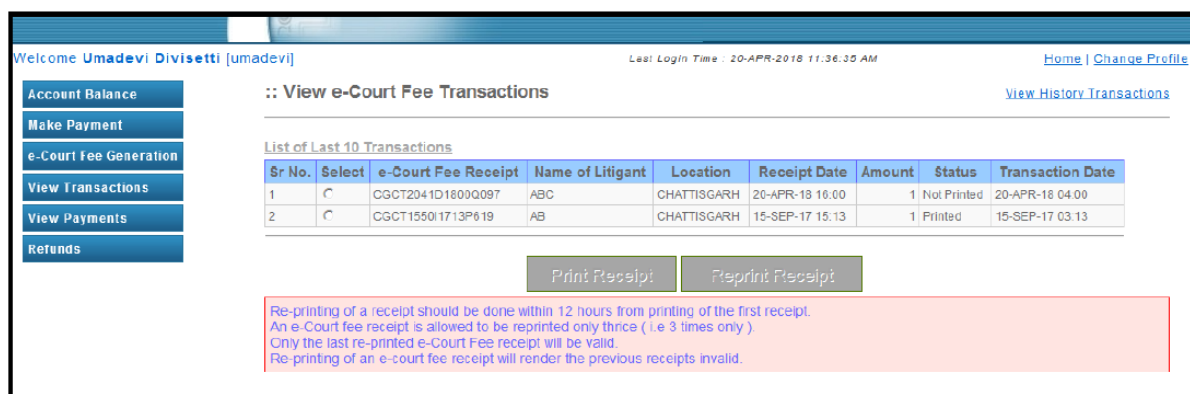 Welcome Umadevi Divisetti [umadevi] Last Login Time : 20-APR-2018 11:36:35 AM Home | Change Profile
Account Balance
Make Payment
e-Court Fee Generation
View Transactions
View Payments
Refunds
:: View e-Court Fee Transactions View History Transactions
List of Last 10 Transactions
Sr No. Select e-Court Fee Receipt Name of Litigant Location Receipt Date Amount Status Transaction Date
1 CGCT2041D1800Q097 ABC CHATTISGARH 20-APR-18 16:00 1 Not Printed 20-APR-18 04:00
2 CGCT1550I1713P619 AB CHATTISGARH 15-SEP-17 15:13 1 Printed 15-SEP-17 03:13
Print Receipt Reprint Receipt
Re-printing of a receipt should be done within 12 hours from printing of the first receipt.
An e-Court fee receipt is allowed to be reprinted only thrice ( i.e 3 times only ).
Only the last re-printed e-Court Fee receipt will be valid.
Re-printing of an e-court fee receipt will render the previous receipts invalid.